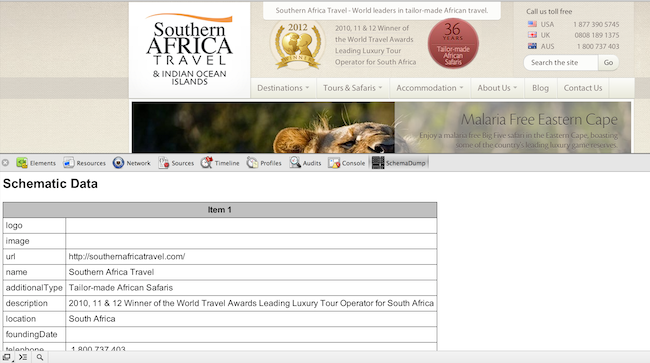 Southern Africa Travel - World leaders in tailor-made African travel.
Southern
AFRICA
TRAVEL
& INDIAN OCEAN
ISLANDS
2012
WINNER
2010, 11 & 12 Winner of
the World Travel Awards
Leading Luxury Tour
Operator for South Africa
36
YEARS
Tailor-made
African
Safaris
Call us toll free
USA 1 877 390 5745
UK 0808 189 1375
AUS 1 800 737 403
Search the site Go
Destinations Tours & Safaris Accommodation About Us Blog Contact Us
Malaria Free Eastern Cape
Enjoy a malaria free Big Five safari in the Eastern Cape, boasting
some of the country's leading luxury game reserves.
Elements Resources Network Sources Timeline Profiles Audits Console SchemaDump
Schematic Data
Item 1
logo
image
url http://southernafricatravel.com/
name Southern Africa Travel
additionalType Tailor-made African Safaris
description 2010, 11 & 12 Winner of the World Travel Awards Leading Luxury Tour Operator for South Africa
location South Africa
foundingDate
telephone 1 800 737 403